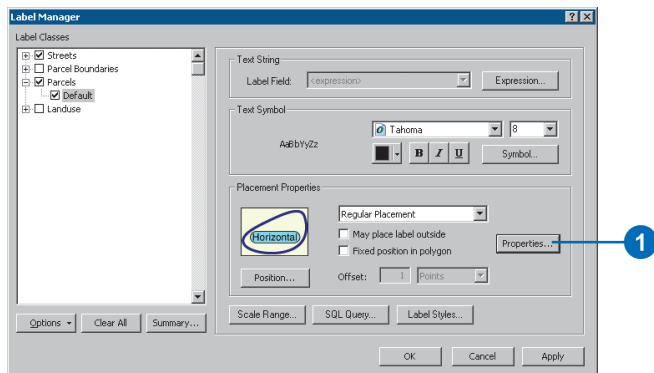 Label Manager
Label Classes
Streets
Parcel Boundaries
Parcels
Default
Landuse
Options
Clear All
Summary...
Text String
Label Field:
<expression>
Expression...
Text Symbol
AaBbYyZz
Tahoma
8
B I U
Symbol...
Placement Properties
Horizontal
Regular Placement
May place label outside
Fixed position in polygon
Properties...
1
Position...
Offset:
1
Points
Scale Range...
SQL Query...
Label Styles...
OK
Cancel
Apply